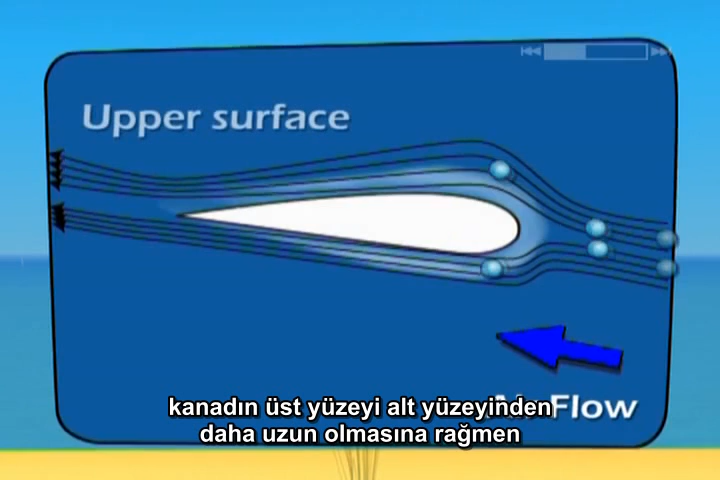 Upper surface
Flow
kanadın üst yüzeyi alt yüzeyinden
daha uzun olmasına rağmen